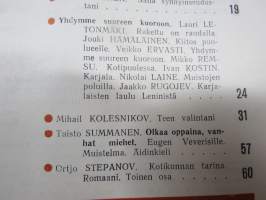 19
Yhdymme suureen kuoroon. Lauri LE-
TONMÄKI. Rakettu on raudalla.
Jouki HÄMÄLÄINEN. Kiitos puo-
lueelle. Veikko ERVASTI. Yhdym-
me suureen kuoroon. Mikko REM-
SU. Kotipuolessa. Ivan KOSTIN.
Karjala. Nikolai LAINE. Muistojen
poluilla. Jaakko RUGOJEV. Karja-
laisten laulu Leninistä
24
Mihail KOLESNIKOV. Teen valintani 31
Taisto SUMMANEN. Olkaa oppaina, van-
hat miehet. Eugen Veverisille.
Muistelma. Äidinkieli
57
Ortjo STEPANOV. Kotikunnan tarina
Romaani. Toinen osa
60